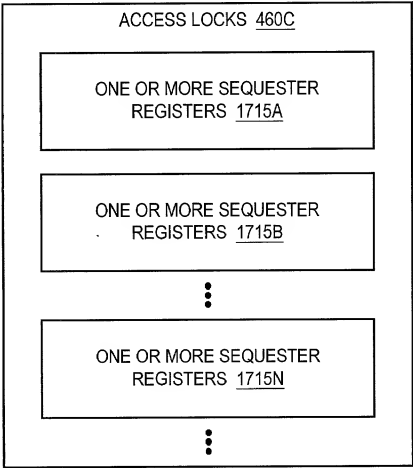 ACCESS LOCKS 460C
ONE OR MORE SEQUESTER
REGISTERS 1715A
ONE OR MORE SEQUESTER
REGISTERS 1715B
ONE OR MORE SEQUESTER
REGISTERS 1715N